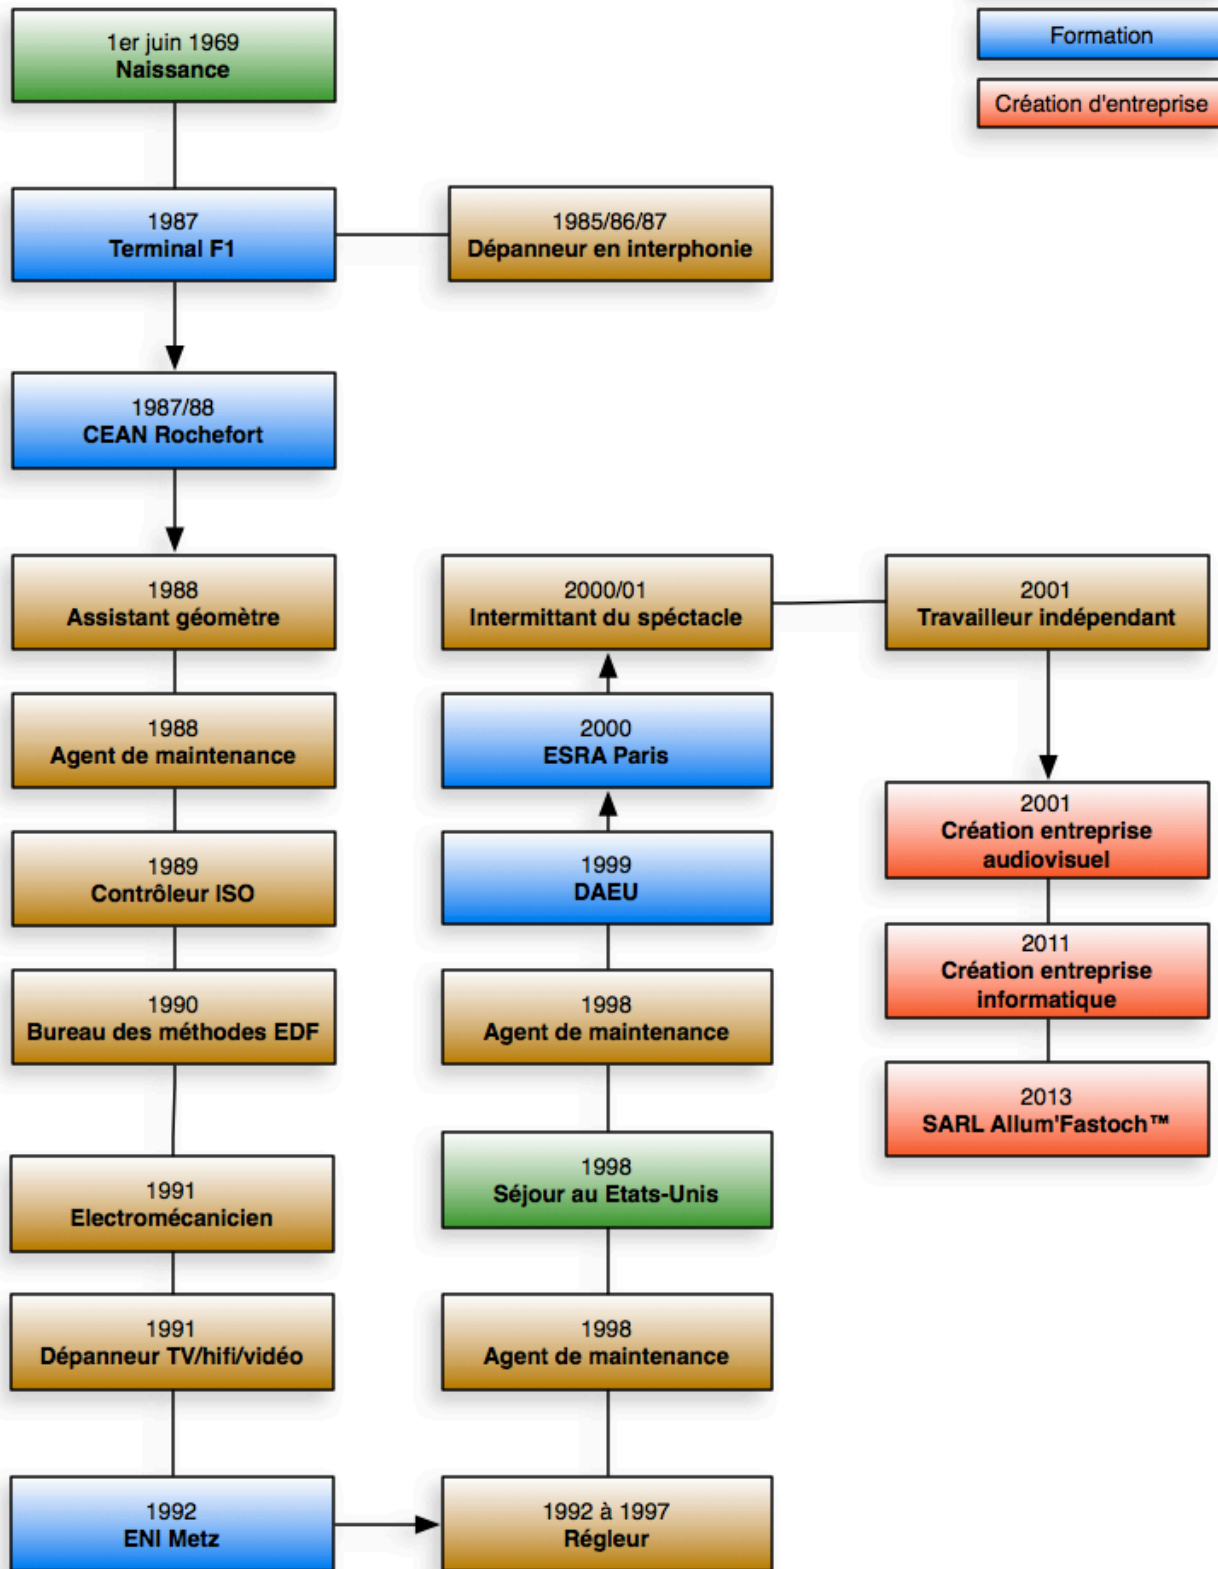 1er juin 1969
Naissance
Formation
Création d'entreprise
1987
Terminal F1
1985/86/87
Dépanneur en interphonie
1987/88
CEAN Rochefort
1988
Assistant géomètre
1988
Agent de maintenance
1989
Contrôleur ISO
1990
Bureau des méthodes EDF
1991
Electromécanicien
1991
Dépanneur TV/hifi/vidéo
1992
ENI Metz
1992 à 1997
Régleur
1998
Agent de maintenance
1998
Séjour au Etats-Unis
1998
Agent de maintenance
1999
DAEU
2000
ESRA Paris
2000/01
Intermittant du spéctacle
2001
Travailleur indépendant
2001
Création entreprise
audiovisuel
2011
Création entreprise
informatique
2013
SARL Allum'Fastoch™